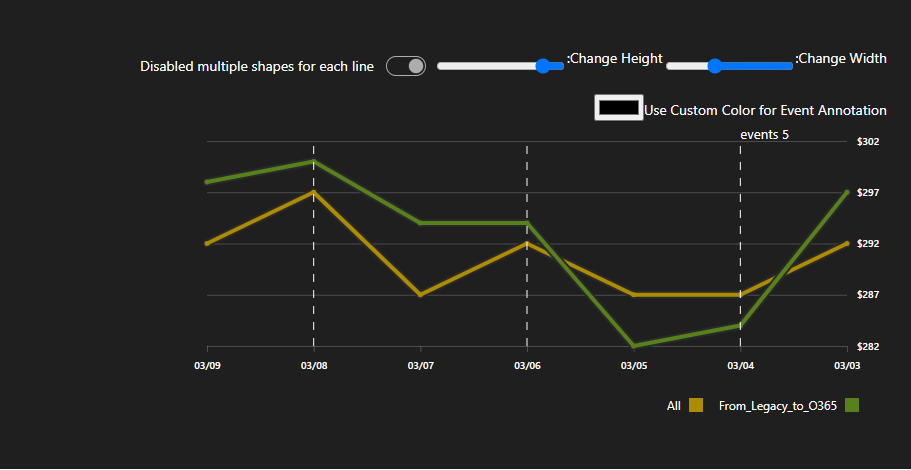 Disabled multiple shapes for each line
:Change Height
:Change Width
Use Custom Color for Event Annotation
events 5
$302
$297
$292
$287
$282
03/09 03/08 03/07 03/06 03/05 03/04 03/03
All From_Legacy_to_O365